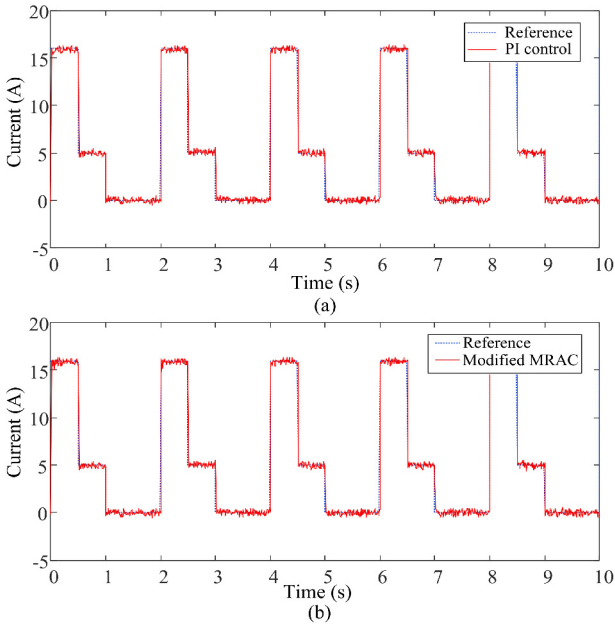 20
15
10
5
0
-5
Current (A)
Reference
PI control
0 1 2 3 4 5 6 7 8 9 10
Time (s)
(a)
20
15
10
5
0
-5
Current (A)
Reference
Modified MRAC
0 1 2 3 4 5 6 7 8 9 10
Time (s)
(b)